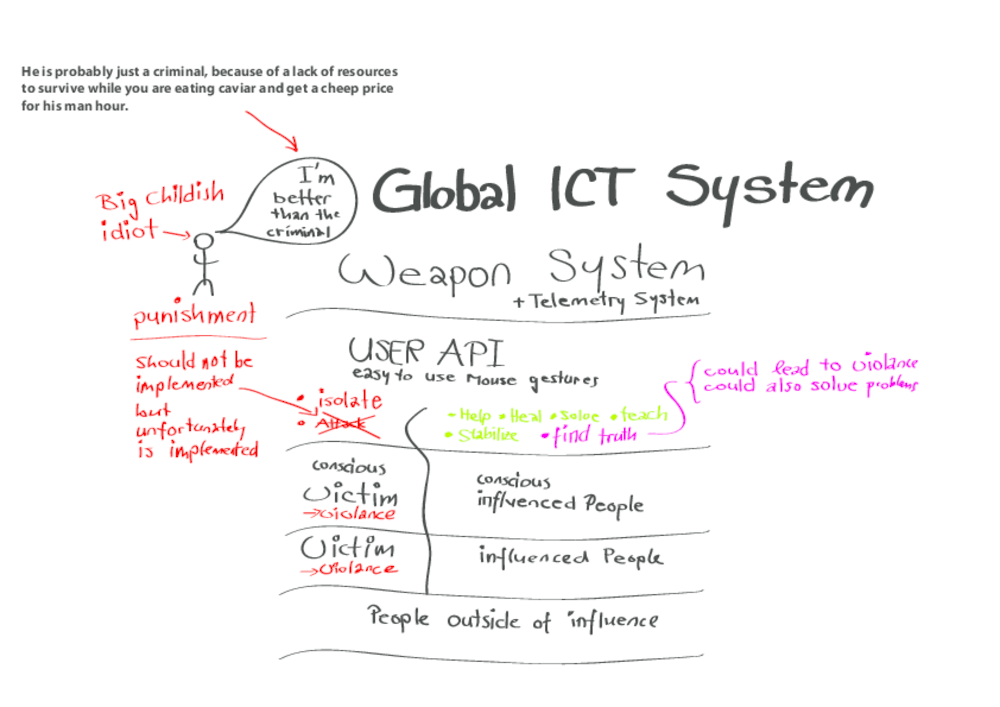 He is probably just a criminal, because of a lack of resources
to survive while you are eating caviar and get a cheep price
for his man hour.
I'm
better
than the
criminal
Big Childish
idiot
Global ICT System
Weapon System
+ Telemetry System
punishment
should not be
implemented
but
unfortunately
is implemented
USER API
easy to use Mouse gestures
could lead to violance
could also solve problems
• isolate
• Attack
- Help • Heal • Solve • teach
• Stabilize • find truth
conscious
Victim
→violance
conscious
influenced People
Victim
→violance
influenced People
People outside of influence